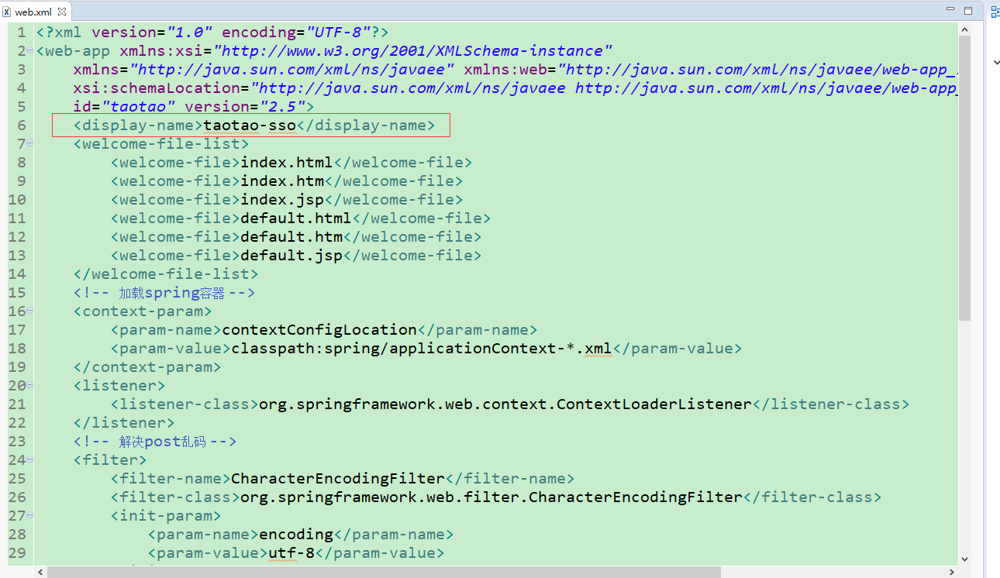 web.xml
1 <?xml version="1.0" encoding="UTF-8"?>
2 <web-app xmlns:xsi="http://www.w3.org/2001/XMLSchema-instance"
3 xmlns="http://java.sun.com/xml/ns/javaee" xmlns:web="http://java.sun.com/xml/ns/javaee/web-app_
4 xsi:schemaLocation="http://java.sun.com/xml/ns/javaee http://java.sun.com/xml/ns/javaee/web-app_
5 id="taotao" version="2.5">
6 <display-name>taotao-sso</display-name>
7 <welcome-file-list>
8 <welcome-file>index.html</welcome-file>
9 <welcome-file>index.htm</welcome-file>
10 <welcome-file>index.jsp</welcome-file>
11 <welcome-file>default.html</welcome-file>
12 <welcome-file>default.htm</welcome-file>
13 <welcome-file>default.jsp</welcome-file>
14 </welcome-file-list>
15 <!-- 加载spring容器 -->
16 <context-param>
17 <param-name>contextConfigLocation</param-name>
18 <param-value>classpath:spring/applicationContext-*.xml</param-value>
19 </context-param>
20 <listener>
21 <listener-class>org.springframework.web.context.ContextLoaderListener</listener-class>
22 </listener>
23 <!-- 解决post乱码 -->
24 <filter>
25 <filter-name>CharacterEncodingFilter</filter-name>
26 <filter-class>org.springframework.web.filter.CharacterEncodingFilter</filter-class>
27 <init-param>
28 <param-name>encoding</param-name>
29 <param-value>utf-8</param-value>